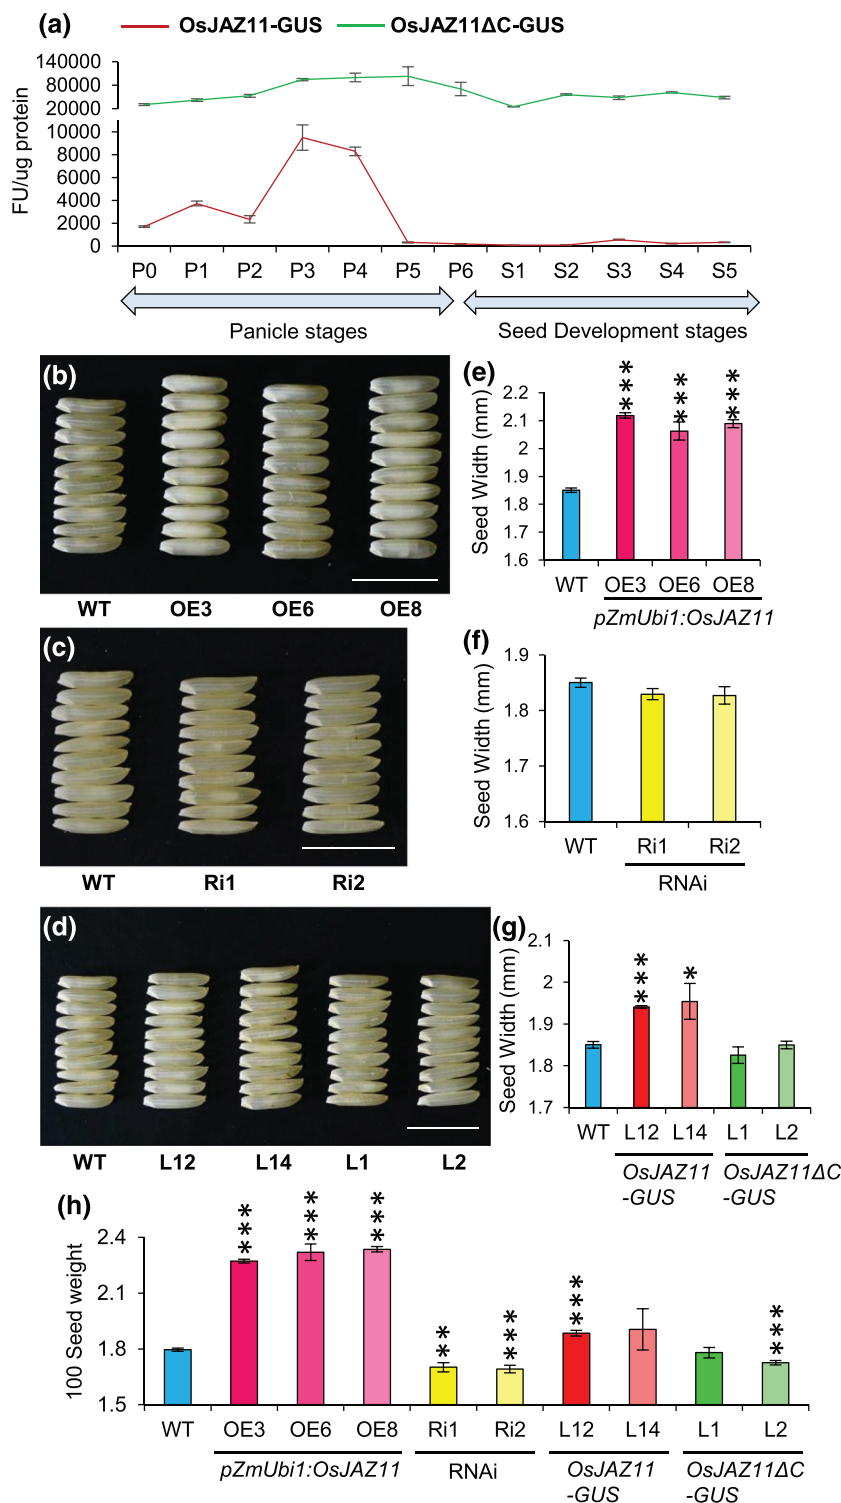 (a)
OsJAZ11-GUS OsJAZ11ΔC-GUS
FU/ug protein
140000
80000
20000
10000
8000
6000
4000
2000
0
P0 P1 P2 P3 P4 P5 P6 S1 S2 S3 S4 S5
Panicle stages Seed Development stages
(b)
WT OE3 OE6 OE8
(e)
Seed Width (mm)
2.2
2.1
2
1.9
1.8
1.7
1.6
*** *** ***
WT OE3 OE6 OE8
pZmUbi1:OsJAZ11
(c)
WT Ri1 Ri2
(f)
Seed Width (mm)
1.9
1.8
1.7
1.6
WT Ri1 Ri2
RNAi
(d)
WT L12 L14 L1 L2
(g)
Seed Width (mm)
2.1
2
1.9
1.8
1.7
*** *
WT L12 L14 L1 L2
OsJAZ11 OsJAZ11ΔC
-GUS -GUS
(h)
100 Seed weight
2.4
2.1
1.8
1.5
*** *** *** ** *** *** ***
WT OE3 OE6 OE8 Ri1 Ri2 L12 L14 L1 L2
pZmUbi1:OsJAZ11 RNAi OsJAZ11 OsJAZ11ΔC
-GUS -GUS